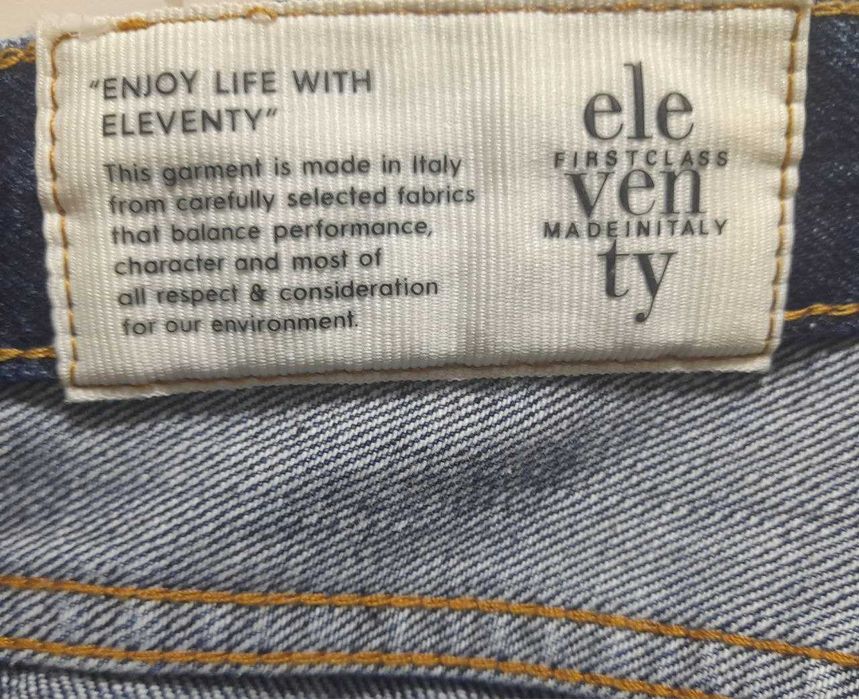 "ENJOY LIFE WITH
ELEVENTY"
This garment is made in Italy
from carefully selected fabrics
that balance performance,
character and most of
all respect & consideration
for our environment.
ele
FIRSTCLASS
ven
MADEINITALY
ty